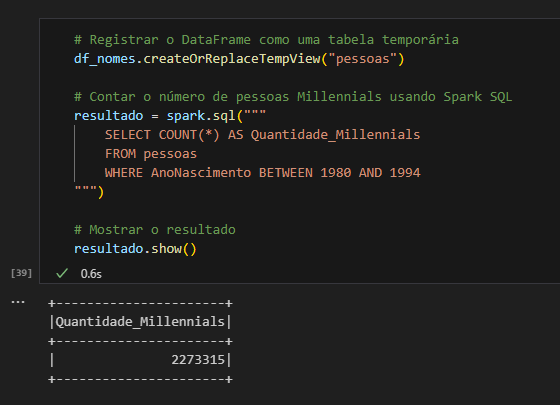 # Registrar o DataFrame como uma tabela temporária
df_nomes.createOrReplaceTempView("pessoas")
# Contar o número de pessoas Millennials usando Spark SQL
resultado = spark.sql("""
SELECT COUNT(*) AS Quantidade_Millennials
FROM pessoas
WHERE AnoNascimento BETWEEN 1980 AND 1994
""")
# Mostrar o resultado
resultado.show()
[39] ✓ 0.6s
...
+----------------------+
|Quantidade_Millennials|
+----------------------+
|               2273315|
+----------------------+